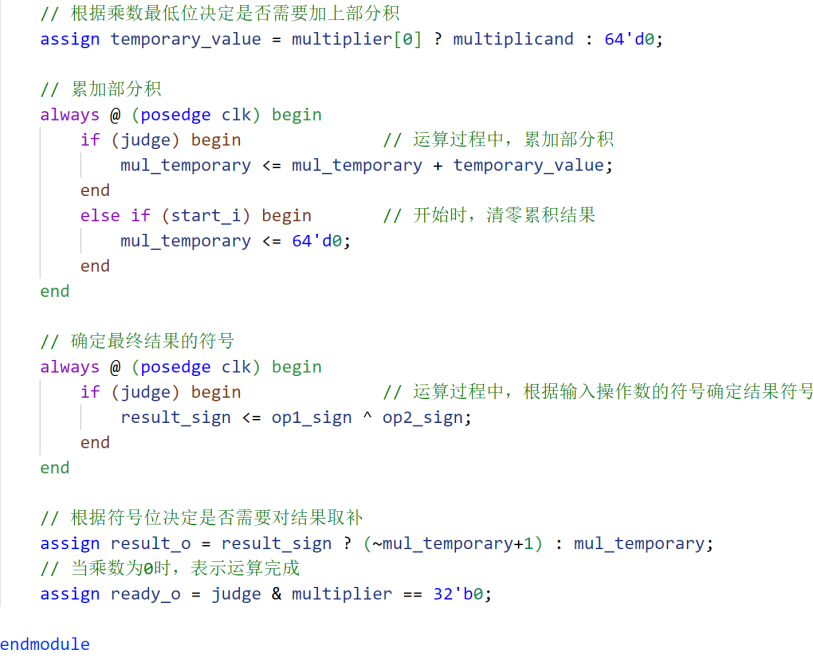 // 根据乘数最低位决定是否需要加上部分积
assign temporary_value = multiplier[0] ? multiplicand : 64'd0;
// 累加部分积
always @ (posedge clk) begin
if (judge) begin // 运算过程中，累加部分积
mul_temporary <= mul_temporary + temporary_value;
end
else if (start_i) begin // 开始时，清零累积结果
mul_temporary <= 64'd0;
end
end
// 确定最终结果的符号
always @ (posedge clk) begin
if (judge) begin // 运算过程中，根据输入操作数的符号确定结果符号
result_sign <= op1_sign ^ op2_sign;
end
end
// 根据符号位决定是否需要对结果取补
assign result_o = result_sign ? (~mul_temporary+1) : mul_temporary;
// 当乘数为0时，表示运算完成
assign ready_o = judge & multiplier == 32'b0;
endmodule